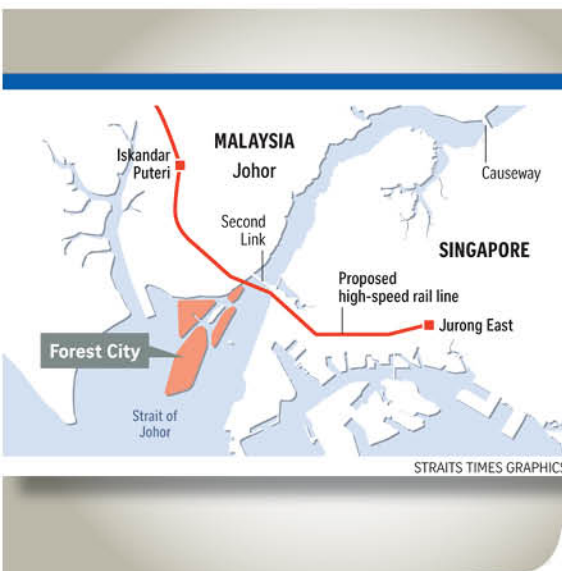 MALAYSIA
Johor
Iskandar
Puteri
Causeway
Second
Link
SINGAPORE
Proposed
high-speed rail line
Jurong East
Forest City
Strait of
Johor
STRAITS TIMES GRAPHICS